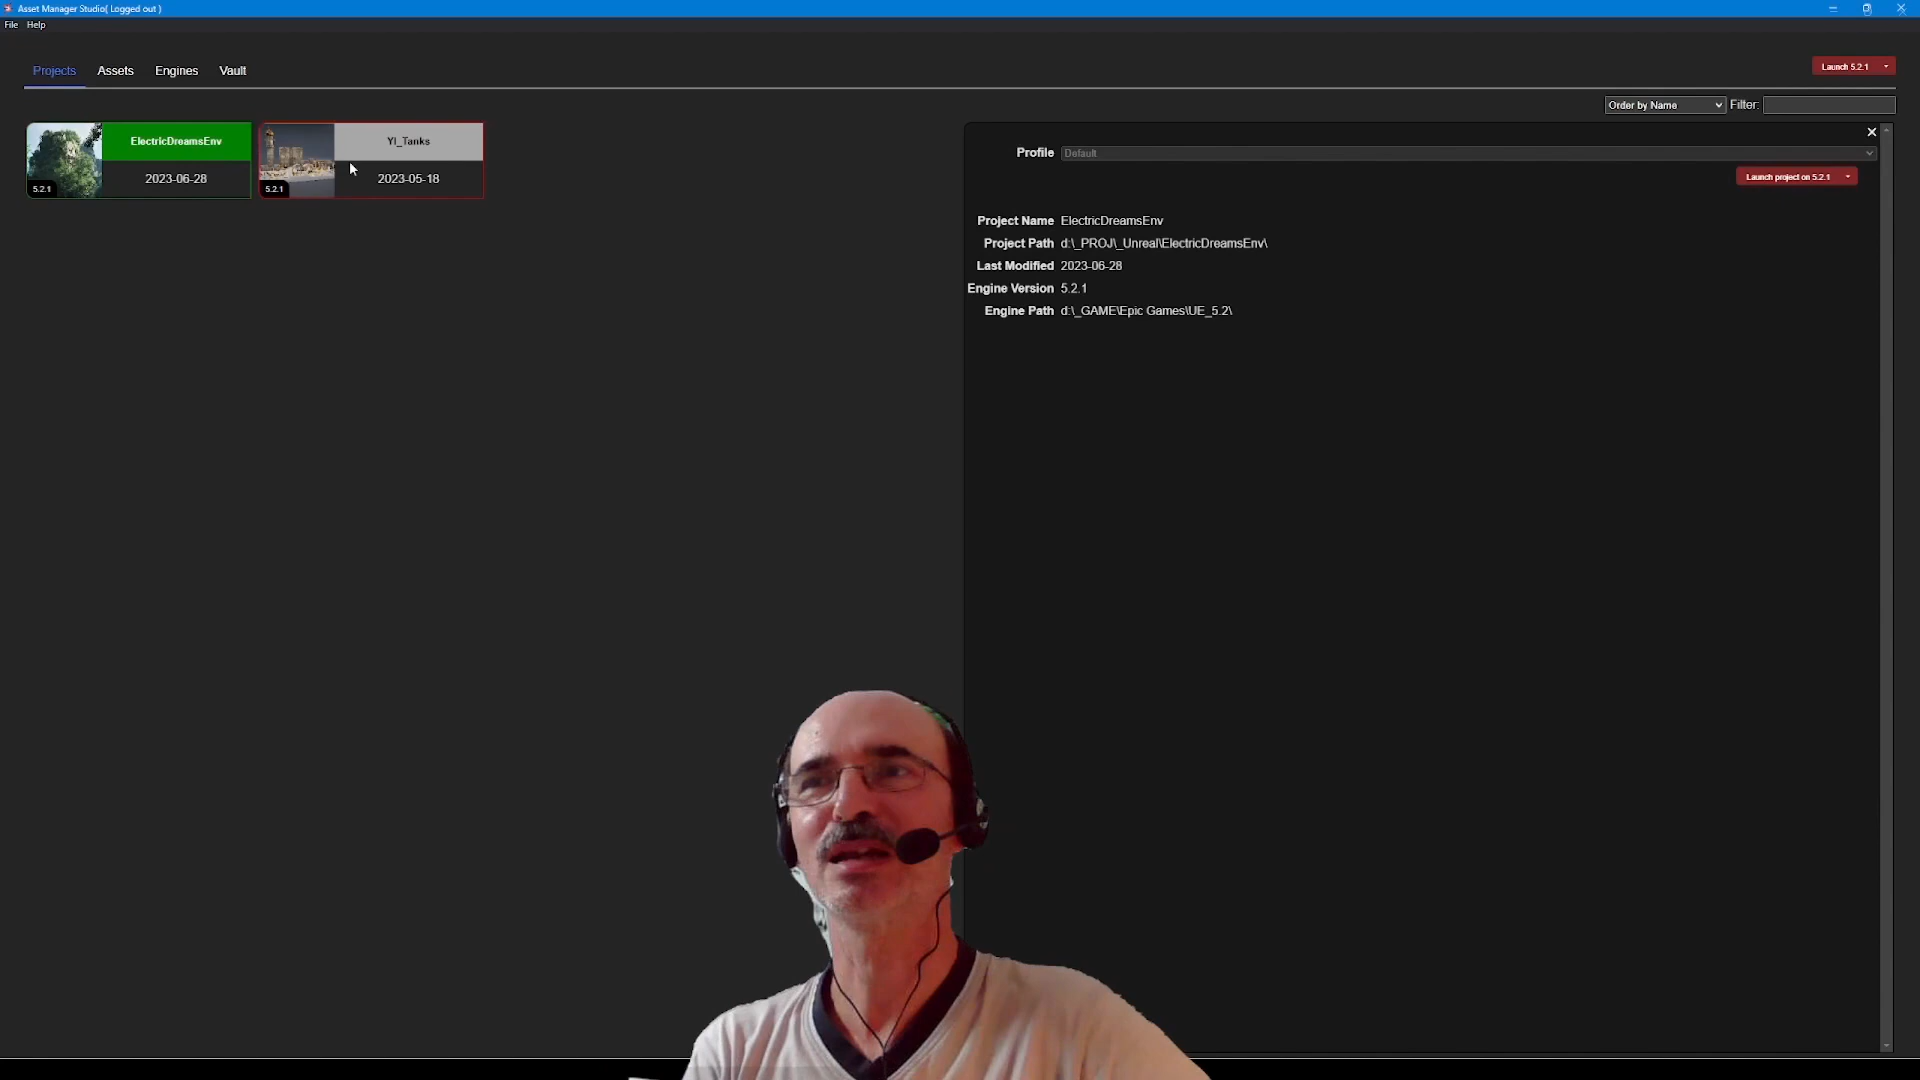 Asset Manager Studio( Logged out )
File Help
Projects Assets Engines Vault
Launch 5.2.1
Order by Name Filter:
ElectricDreamsEnv
2023-06-28
5.2.1
YI_Tanks
2023-05-18
5.2.1
Profile Default
Launch project on 5.2.1
Project Name ElectricDreamsEnv
Project Path d:\_PROJ\_Unreal\ElectricDreamsEnv\
Last Modified 2023-06-28
Engine Version 5.2.1
Engine Path d:\_GAME\Epic Games\UE_5.2\